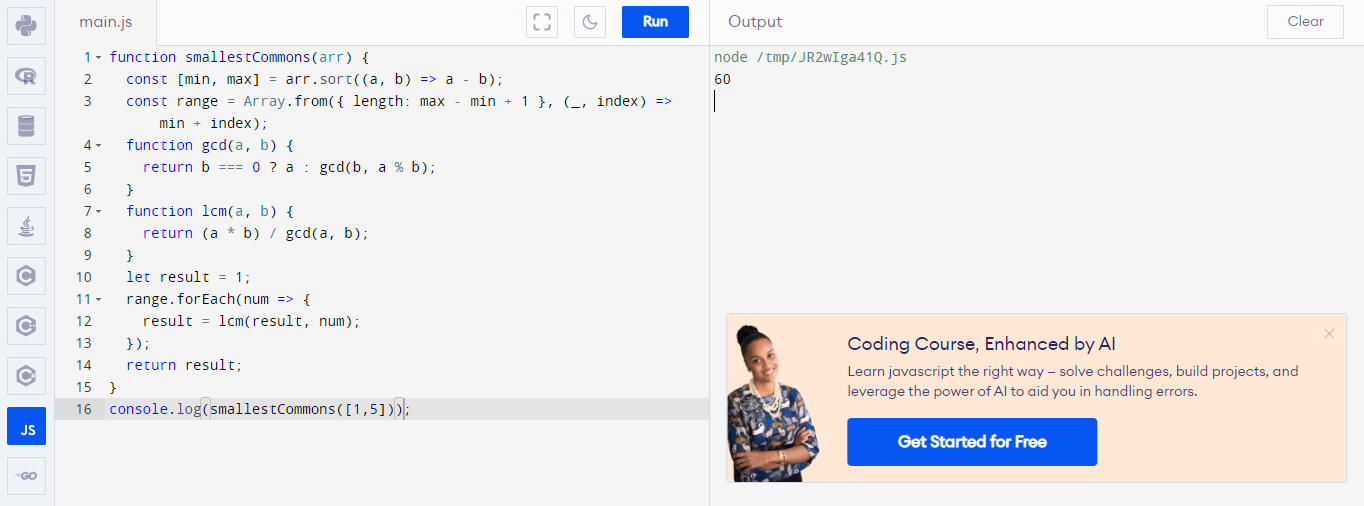 main.js
Run
Output
Clear
1 function smallestCommons(arr) {
2 const [min, max] = arr.sort((a, b) => a - b);
3 const range = Array.from({ length: max - min + 1 }, (_, index) =>
min + index);
4 function gcd(a, b) {
5 return b === 0 ? a : gcd(b, a % b);
6 }
7 function lcm(a, b) {
8 return (a * b) / gcd(a, b);
9 }
10 let result = 1;
11 range.forEach(num => {
12 result = lcm(result, num);
13 });
14 return result;
15 }
16 console.log(smallestCommons([1,5]));
JS
GO
node /tmp/JR2wIga41Q.js
60
Coding Course, Enhanced by AI
Learn javascript the right way – solve challenges, build projects, and
leverage the power of AI to aid you in handling errors.
Get Started for Free